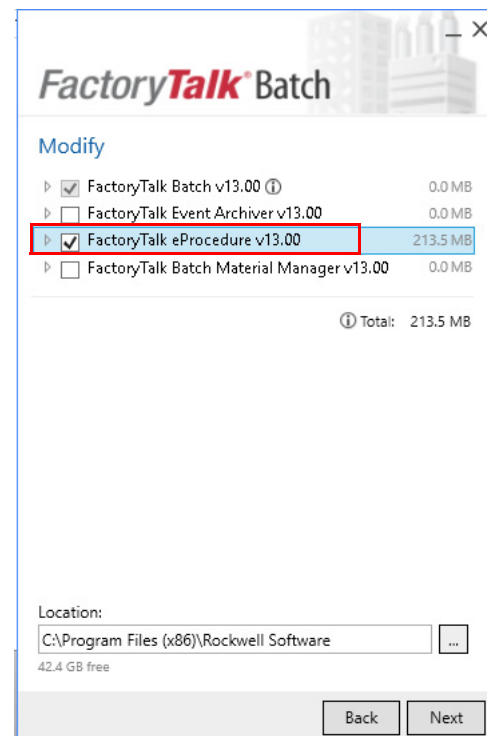 FactoryTalk® Batch
Modify
FactoryTalk Batch v13.00 0.0 MB
FactoryTalk Event Archiver v13.00 0.0 MB
FactoryTalk eProcedure v13.00 213.5 MB
FactoryTalk Batch Material Manager v13.00 0.0 MB
Total: 213.5 MB
Location:
C:\Program Files (x86)\Rockwell Software ...
42.4 GB free
Back Next